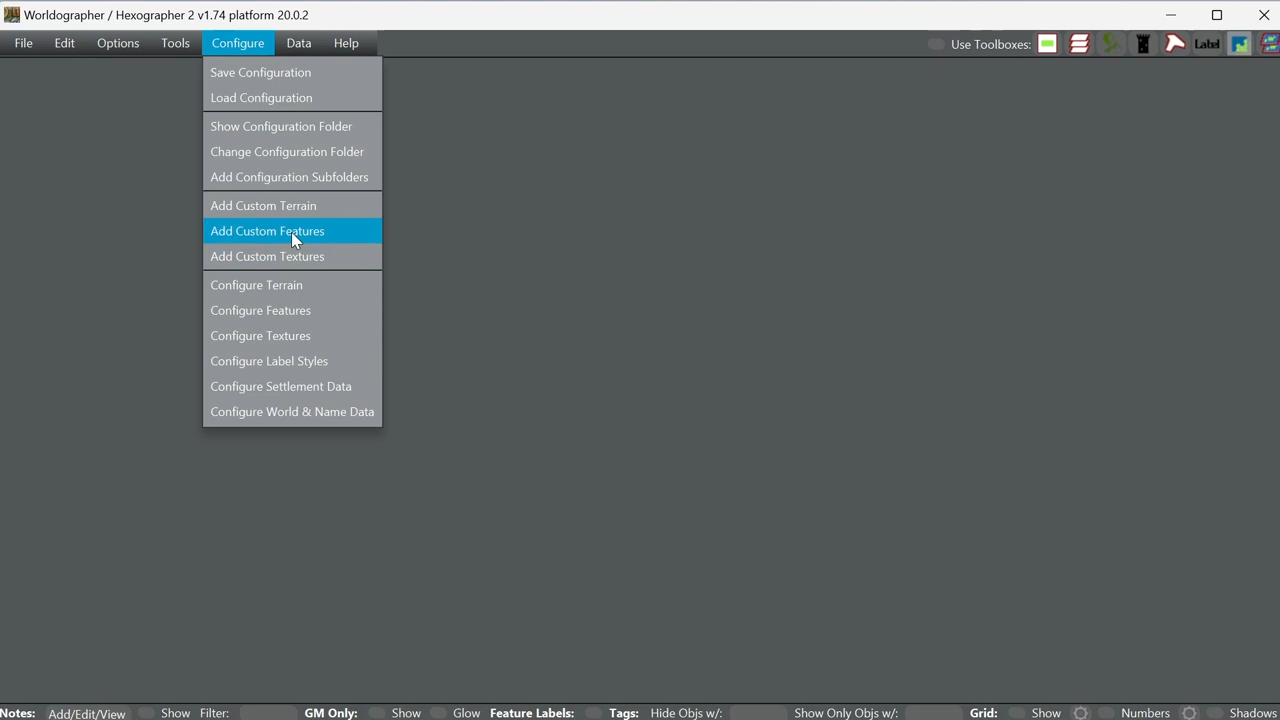 Worldographer / Hexographer 2 v1.74 platform 20.0.2
File Edit Options Tools Configure Data Help Use Toolboxes: Label
Save Configuration
Load Configuration
Show Configuration Folder
Change Configuration Folder
Add Configuration Subfolders
Add Custom Terrain
Add Custom Features
Add Custom Textures
Configure Terrain
Configure Features
Configure Textures
Configure Label Styles
Configure Settlement Data
Configure World & Name Data
Notes: Add/Edit/View Show Filter: GM Only: Show Glow Feature Labels: Tags: Hide Objs w/: Show Only Objs w/: Grid: Show Numbers Shadows